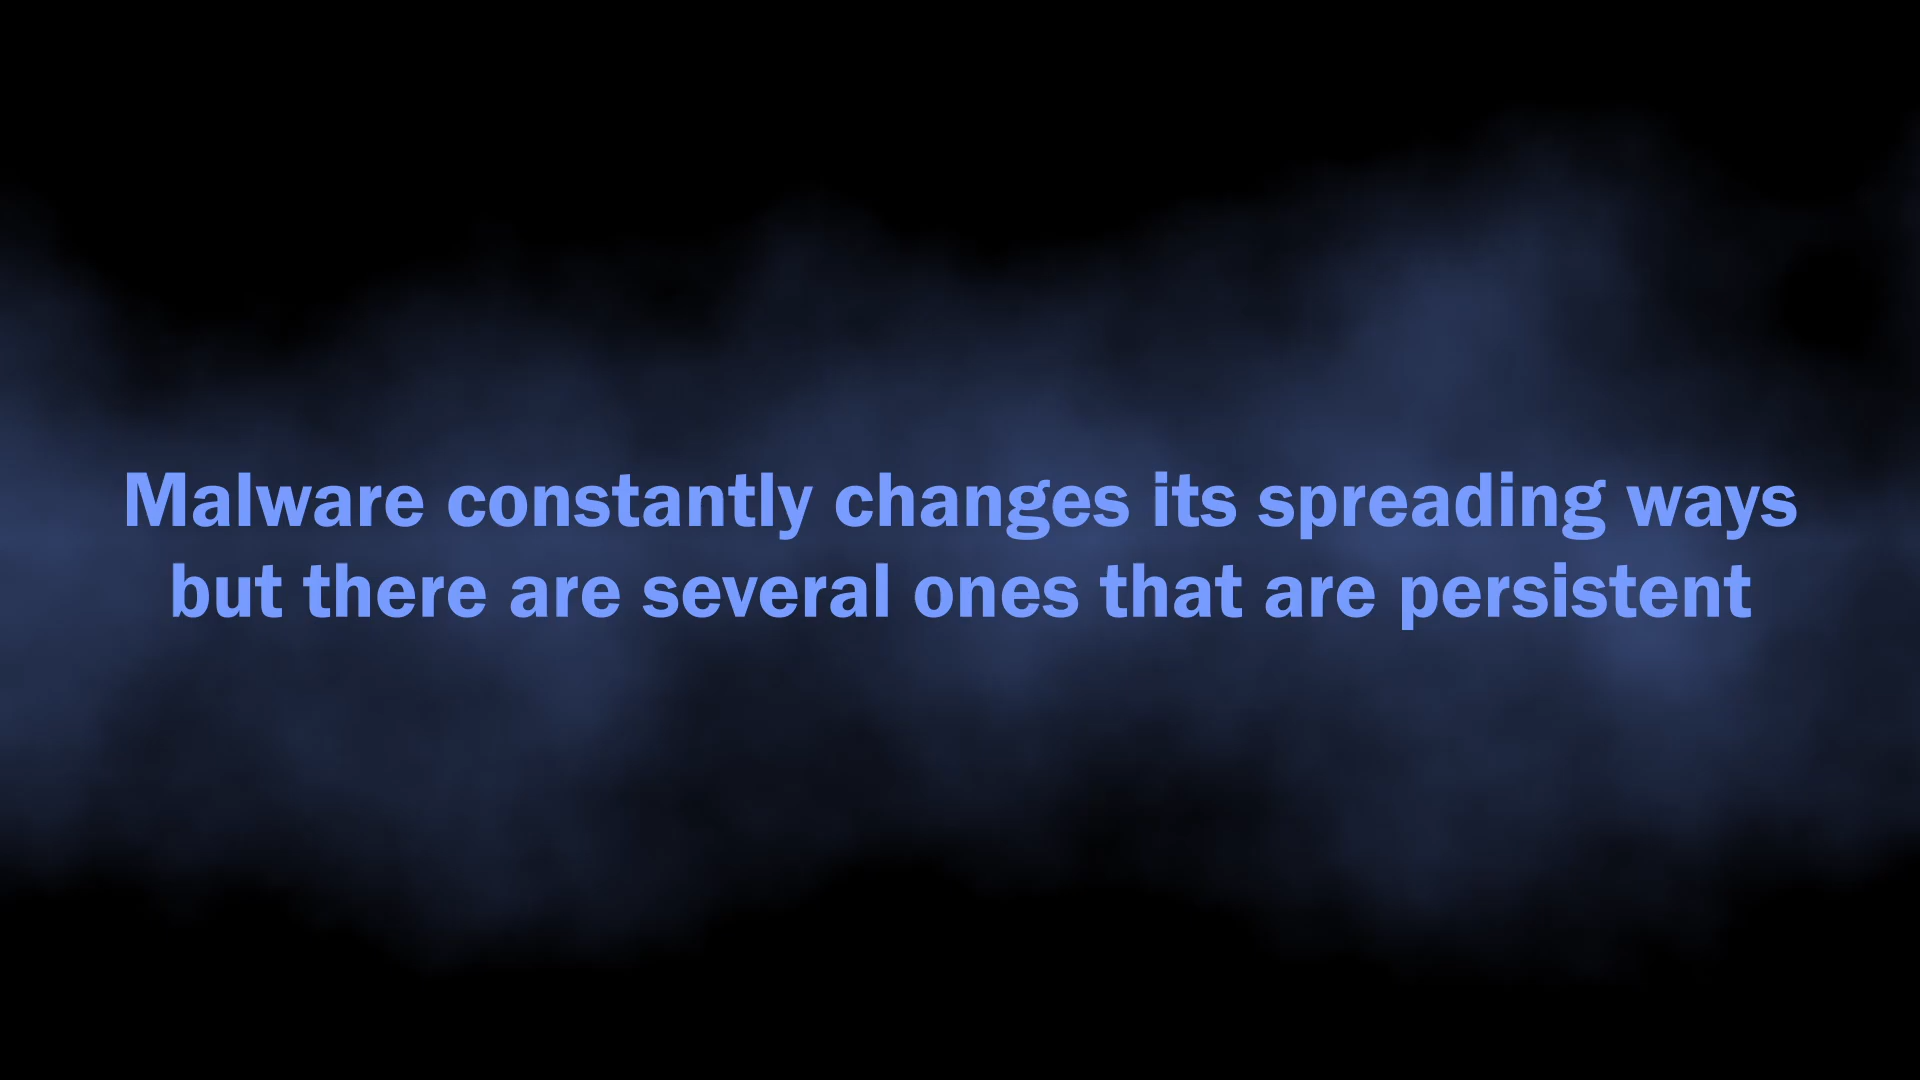 Malware constantly changes its spreading ways
but there are several ones that are persistent